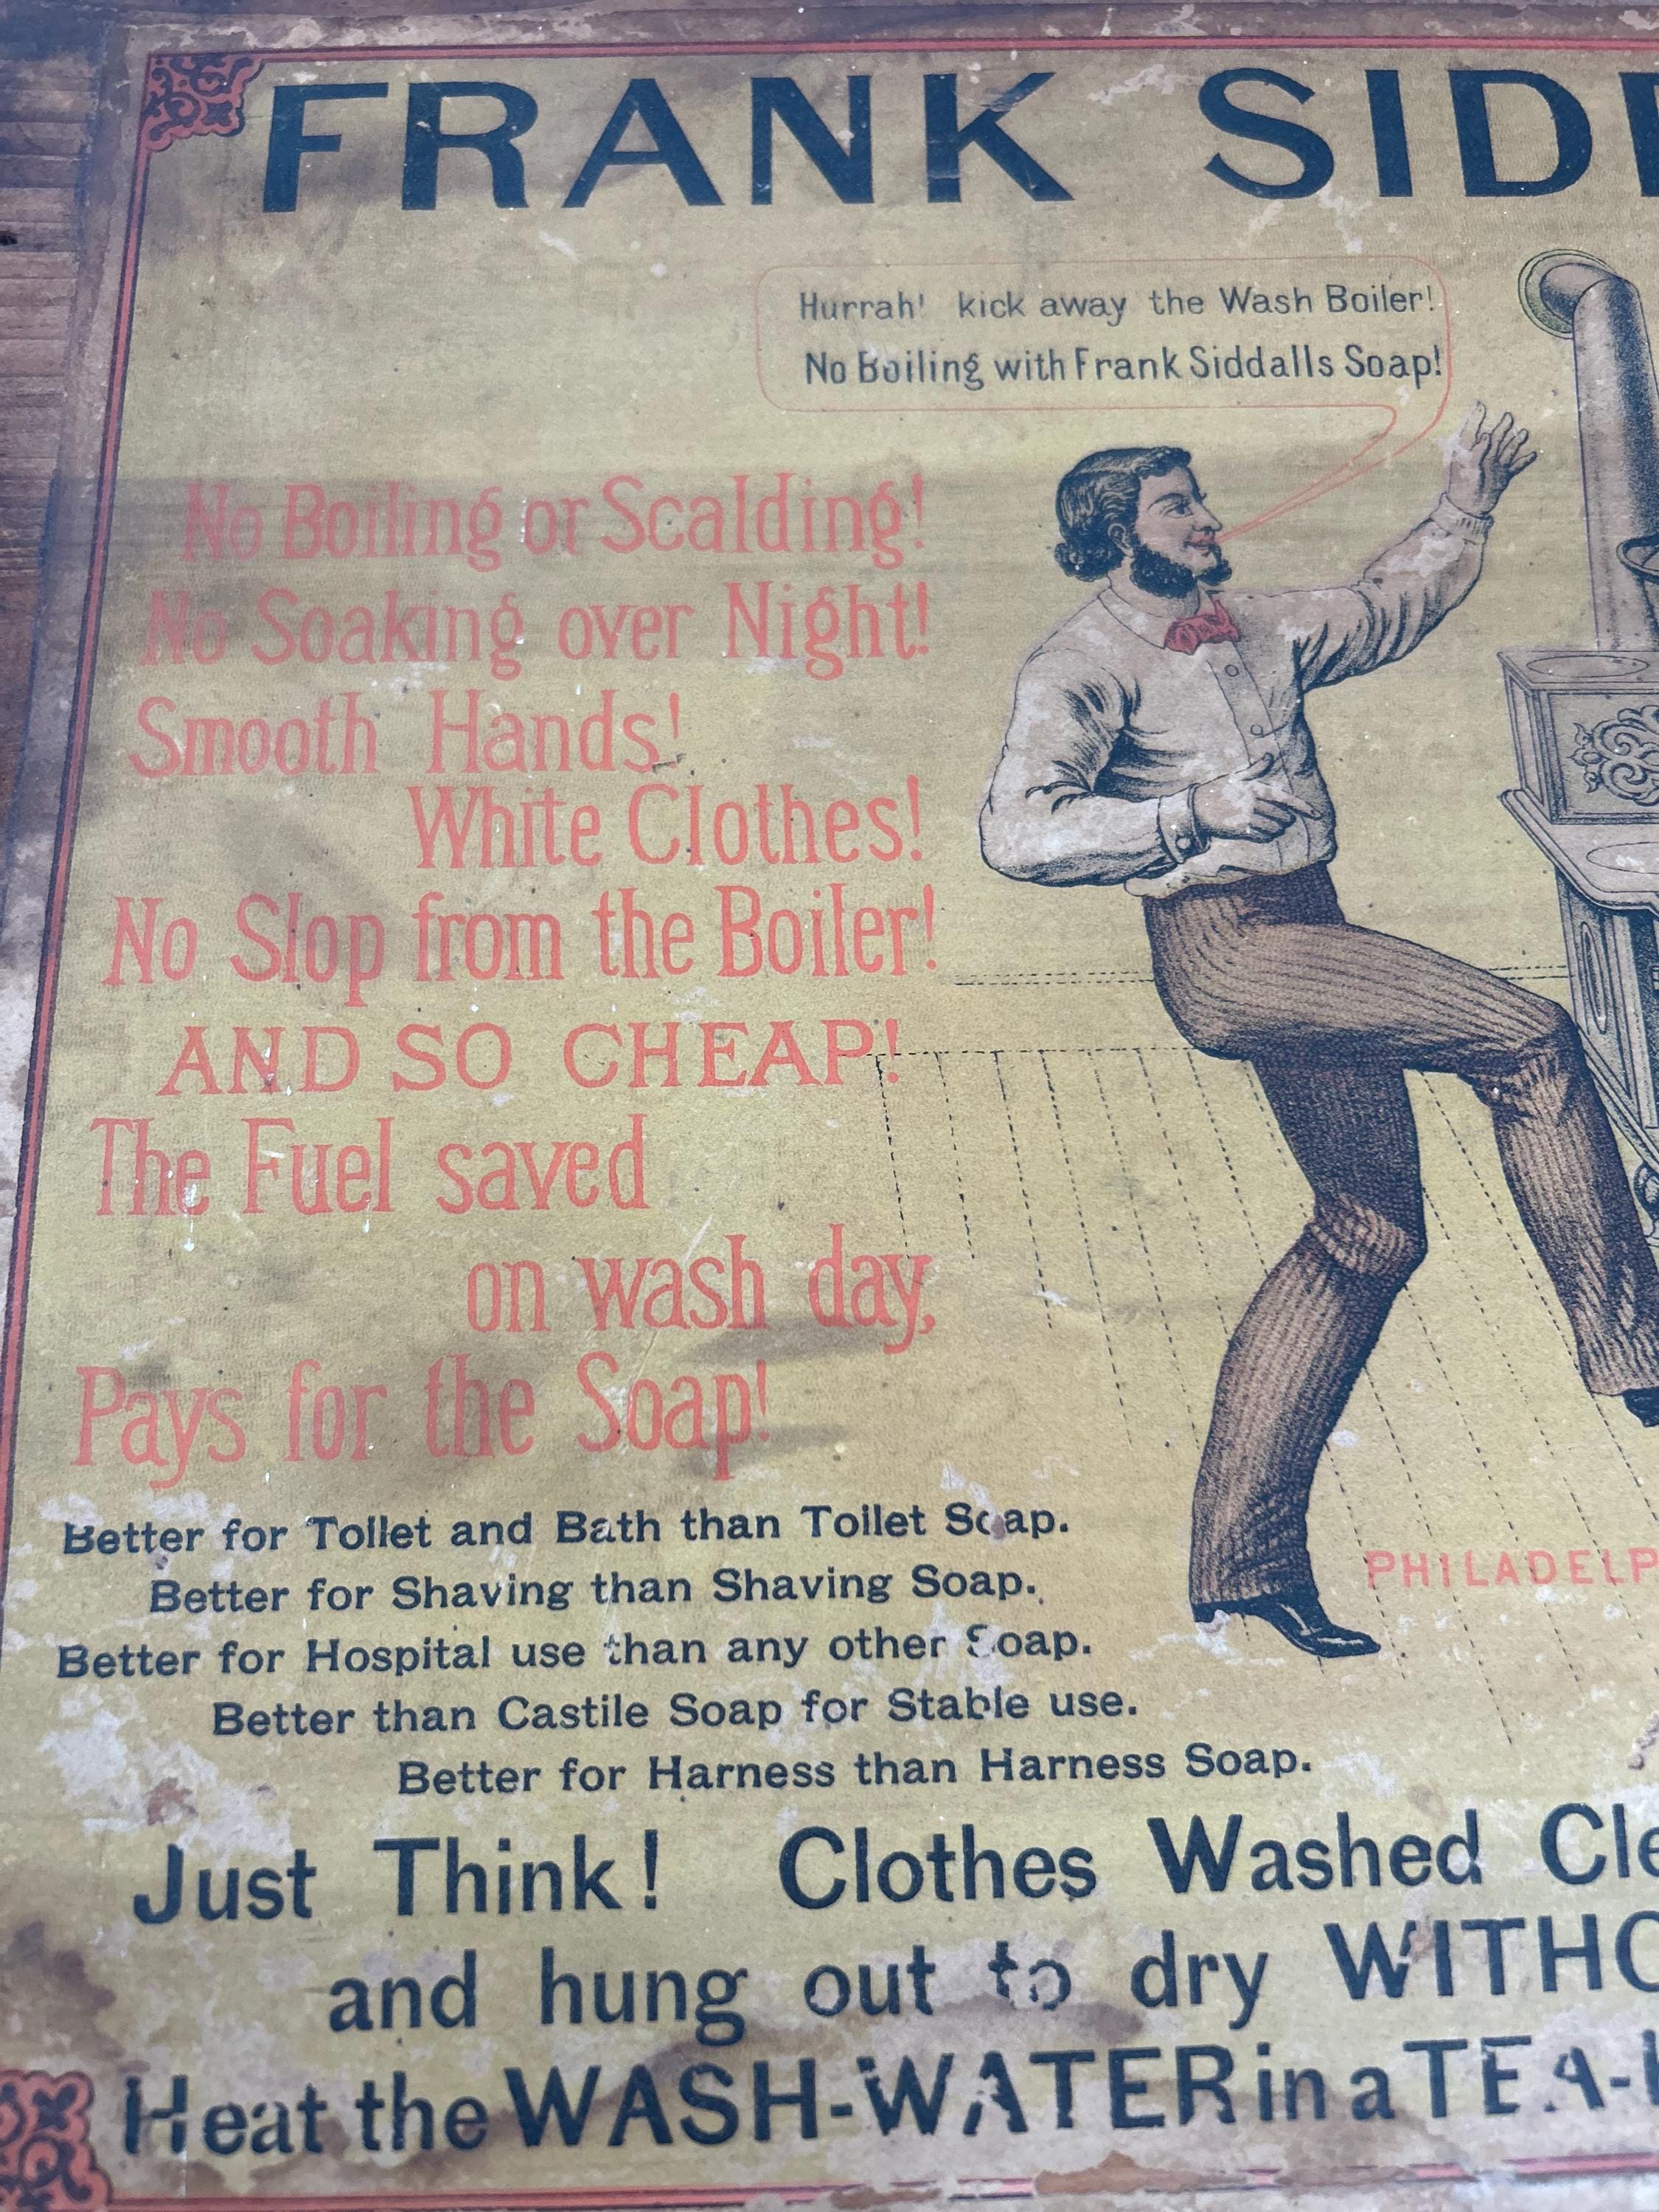 FRANK SIDD
Hurrah! kick away the Wash Boiler!
No Boiling with Frank Siddalls Soap!
No Boiling or Scalding!
No Soaking over Night!
Smooth Hands!
White Clothes!
No Slop from the Boiler!
AND SO CHEAP!
The Fuel saved
on wash day,
Pays for the Soap!
PHILADELP
Better for Toilet and Bath than Toilet Soap.
Better for Shaving than Shaving Soap.
Better for Hospital use than any other Soap.
Better than Castile Soap for Stable use.
Better for Harness than Harness Soap.
Just Think! Clothes Washed Cle
and hung out to dry WITHO
Heat the WASH-WATER in a TEA-